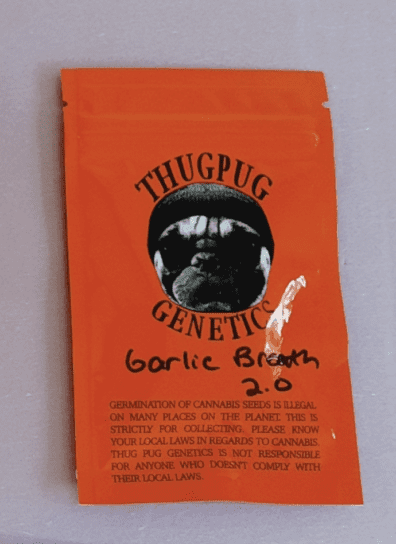 THUGPUG
GENETICS
Garlic Breath
2.0
GERMINATION OF CANNABIS SEEDS IS ILLEGAL
ON MANY PLACES ON THE PLANET. THIS IS
STRICTLY FOR COLLECTING. PLEASE KNOW
YOUR LOCAL LAWS IN REGARDS TO CANNABIS.
THUG PUG GENETICS IS NOT RESPONSIBLE
FOR ANYONE WHO DOESN'T COMPLY WITH
THEIR LOCAL LAWS.